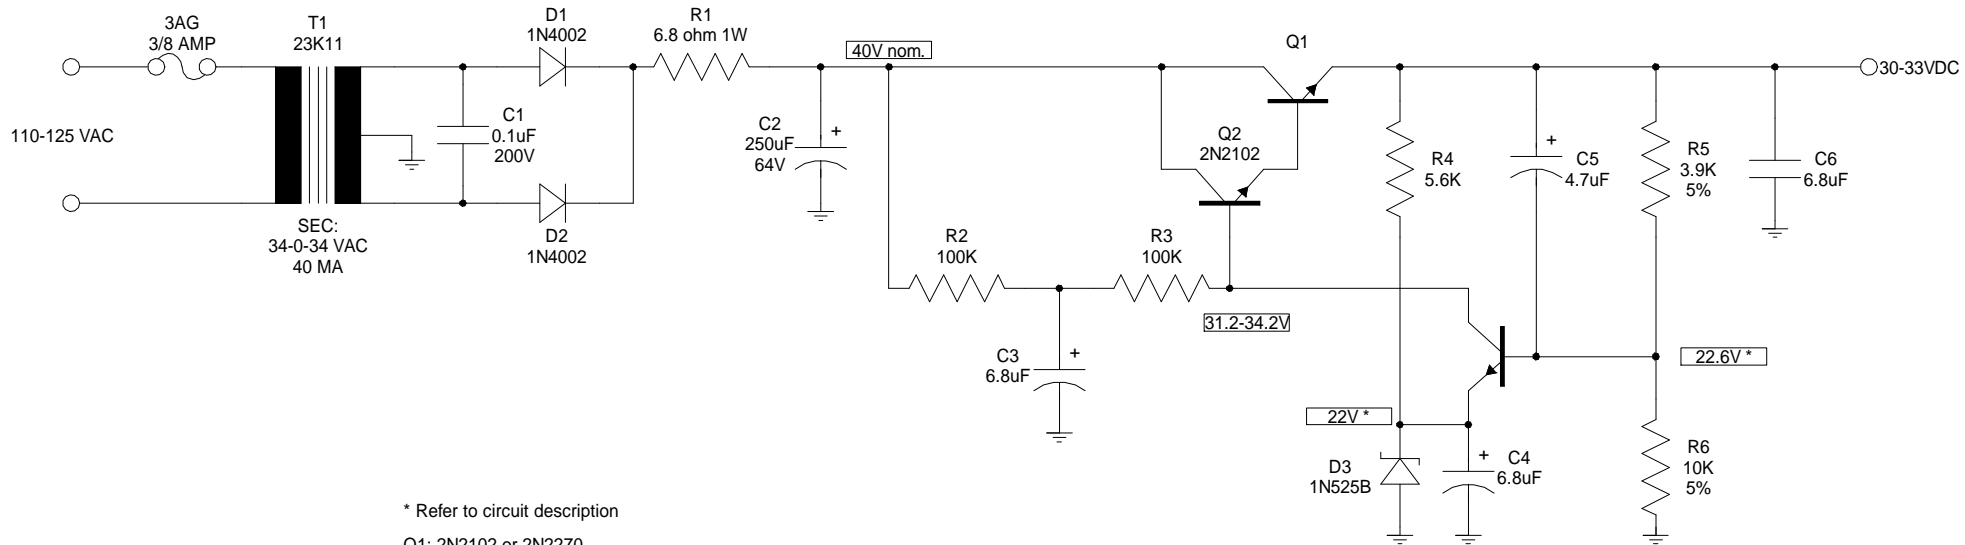 3AG
3/8 AMP
T1
23K11
D1
1N4002
R1
6.8 ohm 1W
40V nom.
Q1
30-33VDC
110-125 VAC
C1
0.1uF
200V
C2
250uF
64V
+
Q2
2N2102
R4
5.6K
+
C5
4.7uF
R5
3.9K
5%
C6
6.8uF
SEC:
34-0-34 VAC
40 MA
D2
1N4002
R2
100K
R3
100K
31.2-34.2V
C3
6.8uF
+
22.6V *
22V *
D3
1N525B
+
C4
6.8uF
R6
10K
5%
* Refer to circuit description
Q1: 2N2102 or 2N2270